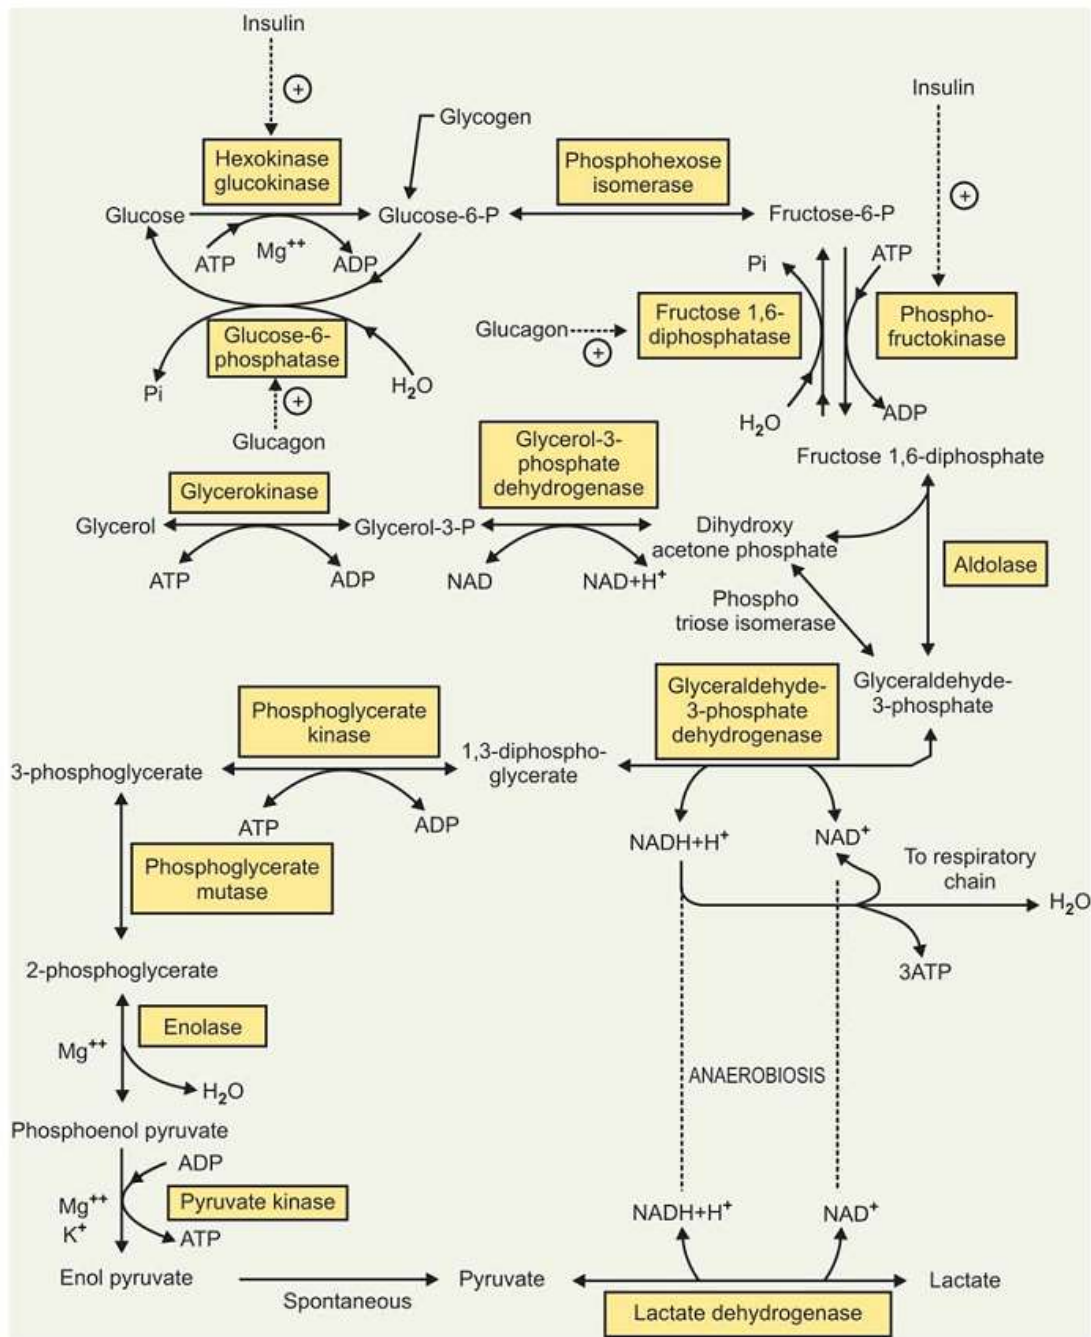 Insulin
+
Insulin
Glycogen
Hexokinase
glucokinase
Phosphohexose
isomerase
+
Glucose
Glucose-6-P
Fructose-6-P
ATP
Mg++
ADP
Pi
ATP
Glucose-6-
phosphatase
Glucagon
+
Fructose 1,6-
diphosphatase
Phospho-
fructokinase
Pi
+
H2O
H2O
ADP
Glucagon
Glycerol-3-
phosphate
dehydrogenase
Fructose 1,6-diphosphate
Glycerokinase
Glycerol
Glycerol-3-P
Dihydroxy
acetone phosphate
Aldolase
ATP
ADP
NAD
NAD+H+
Phospho
triose isomerase
Glyceraldehyde-
3-phosphate
Glyceraldehyde-
3-phosphate
dehydrogenase
Phosphoglycerate
kinase
3-phosphoglycerate
1,3-diphospho-
glycerate
ATP
ADP
NADH+H+
NAD+
Phosphoglycerate
mutase
To respiratory
chain
H2O
3ATP
2-phosphoglycerate
Enolase
Mg++
H2O
ANAEROBIOSIS
Phosphoenol pyruvate
ADP
Mg++
K+
Pyruvate kinase
ATP
NADH+H+
NAD+
Enol pyruvate
Spontaneous
Pyruvate
Lactate
Lactate dehydrogenase